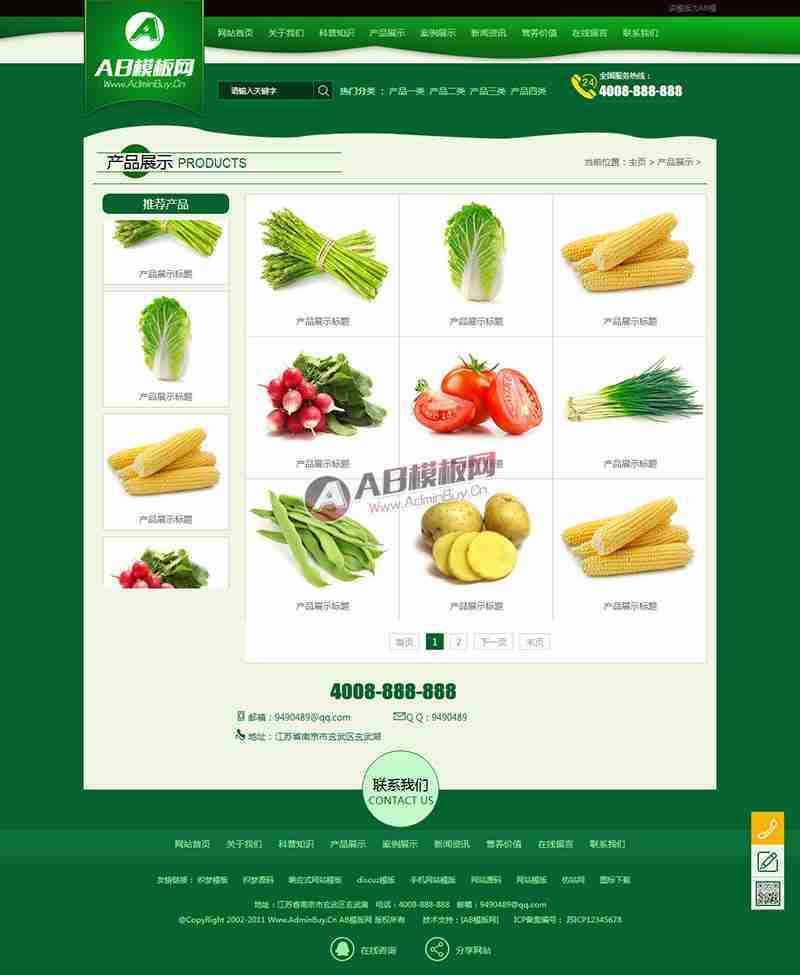 洪模版为AB模
网站首页 关于我们 科普知识 产品展示 案例展示 新闻资讯 营养价值 在线留言 联系我们
A
AB模板网
Www.AdminBuy.Cn
请输入关键字
热门分类 : 产品一类 产品二类 产品三类 产品四类
24
全国服务热线:
4008-888-888
产品展示 PRODUCTS
当前位置:主页 > 产品展示 >
推荐产品
产品展示标题
产品展示标题
产品展示标题
产品展示标题 产品展示标题 产品展示标题
产品展示标题 产品展示标题 产品展示标题
A AB模板网
Www.AdminBuy.Cn
产品展示标题 产品展示标题 产品展示标题
首页 1 2 下一页 末页
4008-888-888
邮箱:9490489@qq.com Q Q:9490489
地址:江苏省南京市玄武区玄武湖
联系我们
CONTACT US
网站首页 关于我们 科普知识 产品展示 案例展示 新闻资讯 营养价值 在线留言 联系我们
友情链接: 织梦模板 织梦源码 响应式网站模板 discuz模板 手机网站模板 网站源码 网站模板 仿站网 图标下载
地址:江苏省南京市玄武区玄武湖 电话:4008-888-888 邮箱:9490489@qq.com
@CopyRight 2002-2011 Www.AdminBuy.Cn AB模板网 版权所有 技术支持:[AB模板网] ICP备案编号: 苏ICP12345678
在线咨询 分享网站